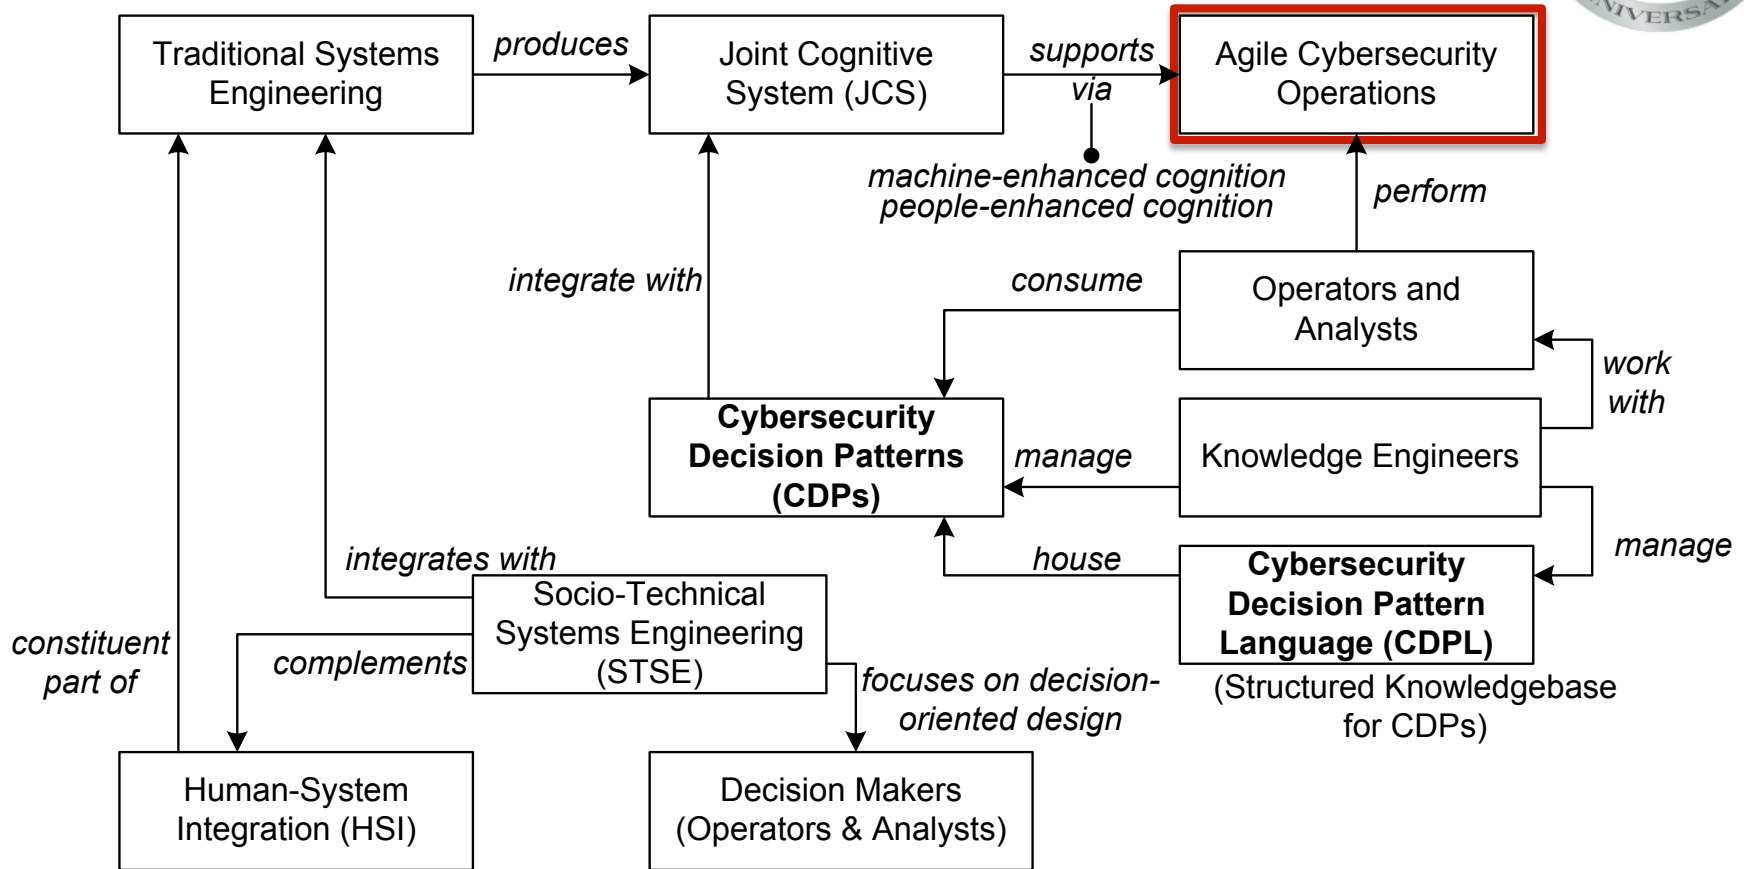 Traditional Systems
Engineering
produces
Joint Cognitive
System (JCS)
supports
via
machine-enhanced cognition
people-enhanced cognition
Agile Cybersecurity
Operations
perform
integrate with
consume
Operators and
Analysts
work
with
Cybersecurity
Decision Patterns
(CDPs)
manage
Knowledge Engineers
manage
house
Cybersecurity
Decision Pattern
Language (CDPL)
(Structured Knowledgebase
for CDPs)
integrates with
Socio-Technical
Systems Engineering
(STSE)
constituent
part of
complements
focuses on decision-
oriented design
Human-System
Integration (HSI)
Decision Makers
(Operators & Analysts)